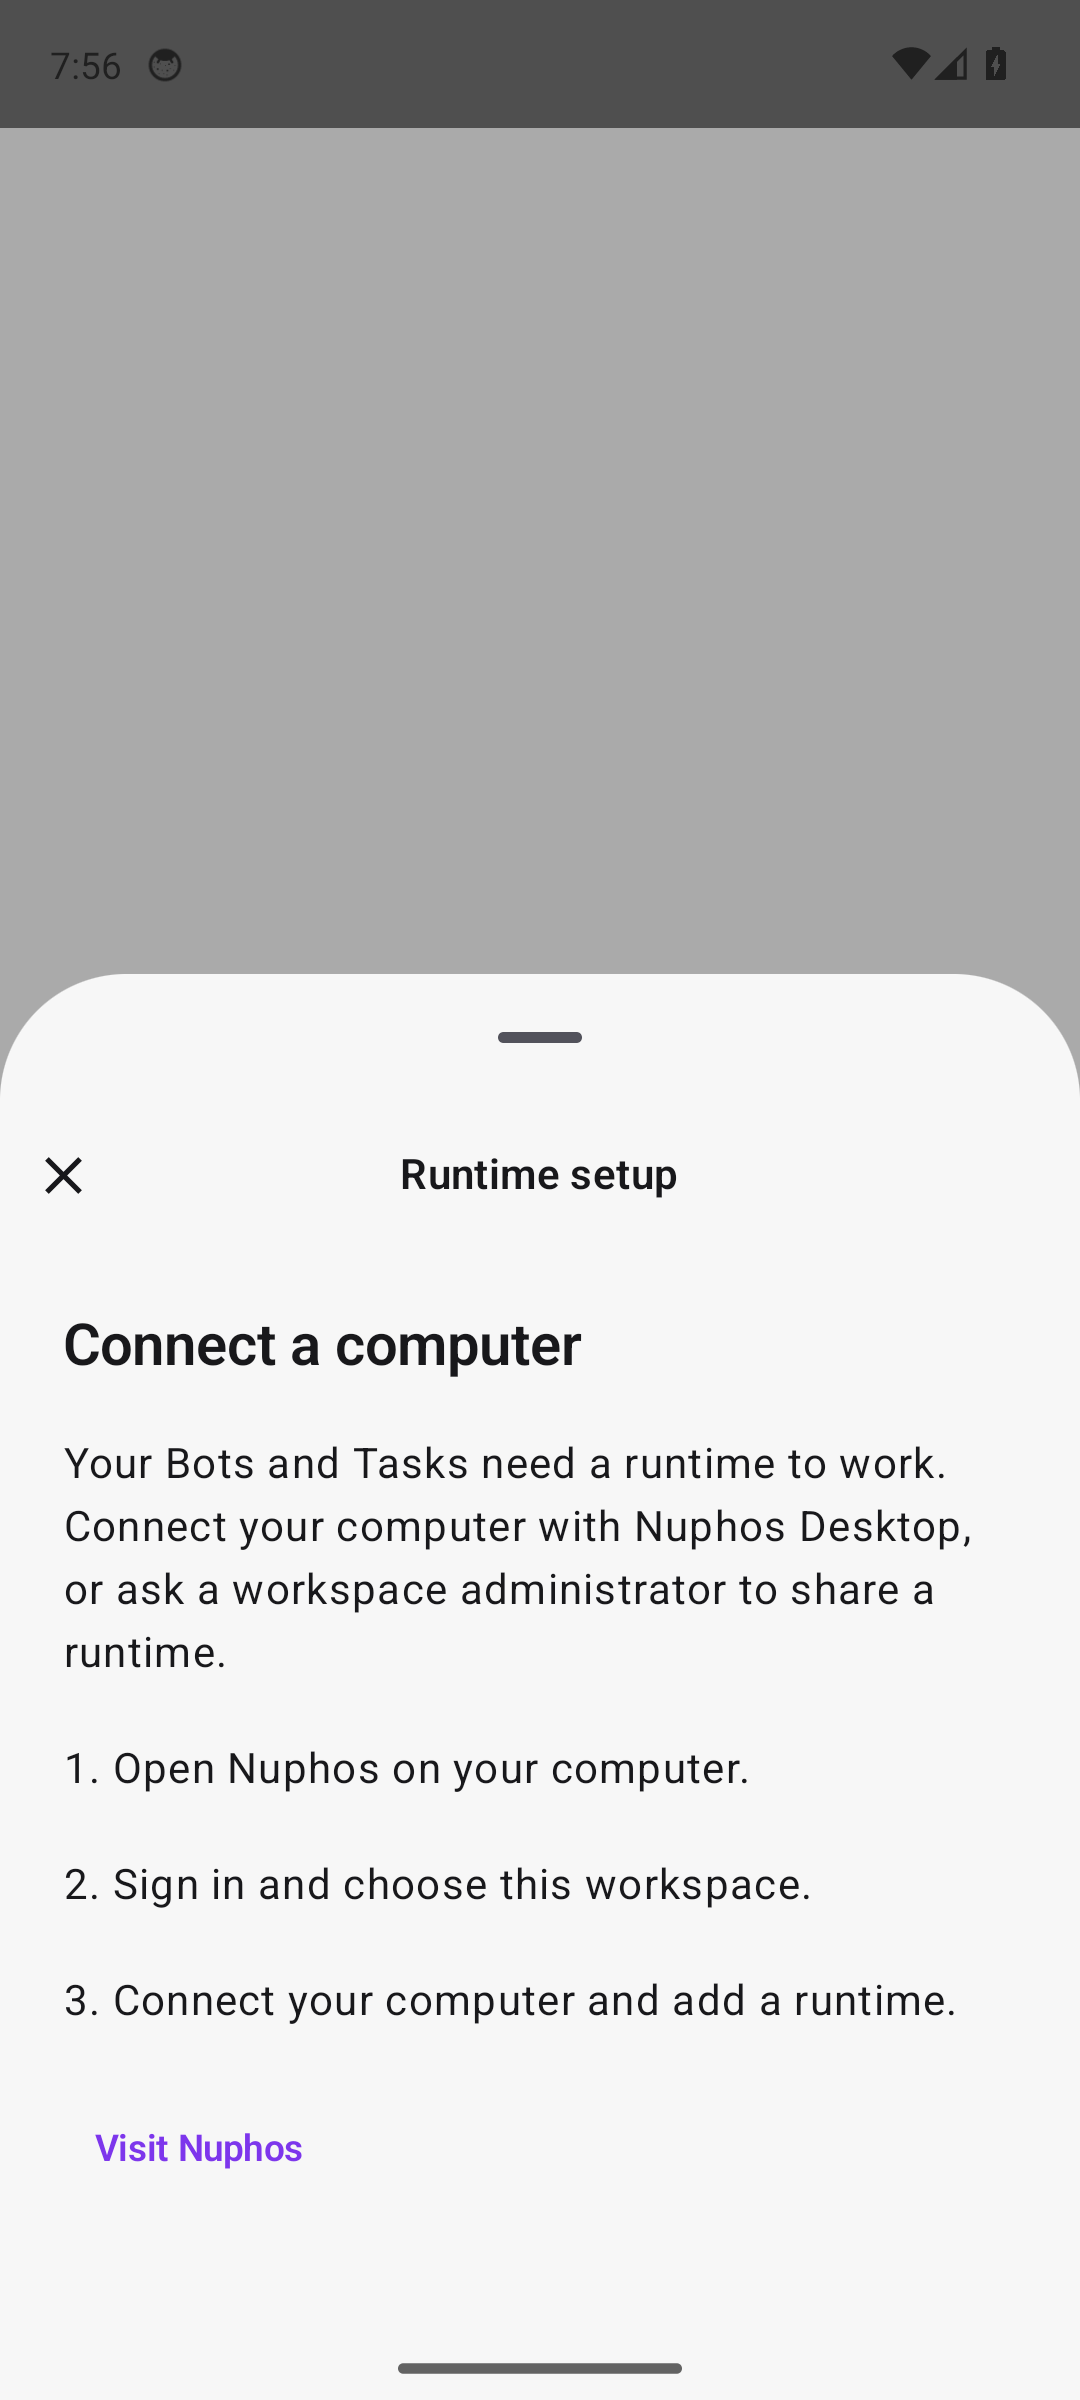 7:56
Runtime setup
Connect a computer
Your Bots and Tasks need a runtime to work.
Connect your computer with Nuphos Desktop,
or ask a workspace administrator to share a
runtime.
1. Open Nuphos on your computer.
2. Sign in and choose this workspace.
3. Connect your computer and add a runtime.
Visit Nuphos